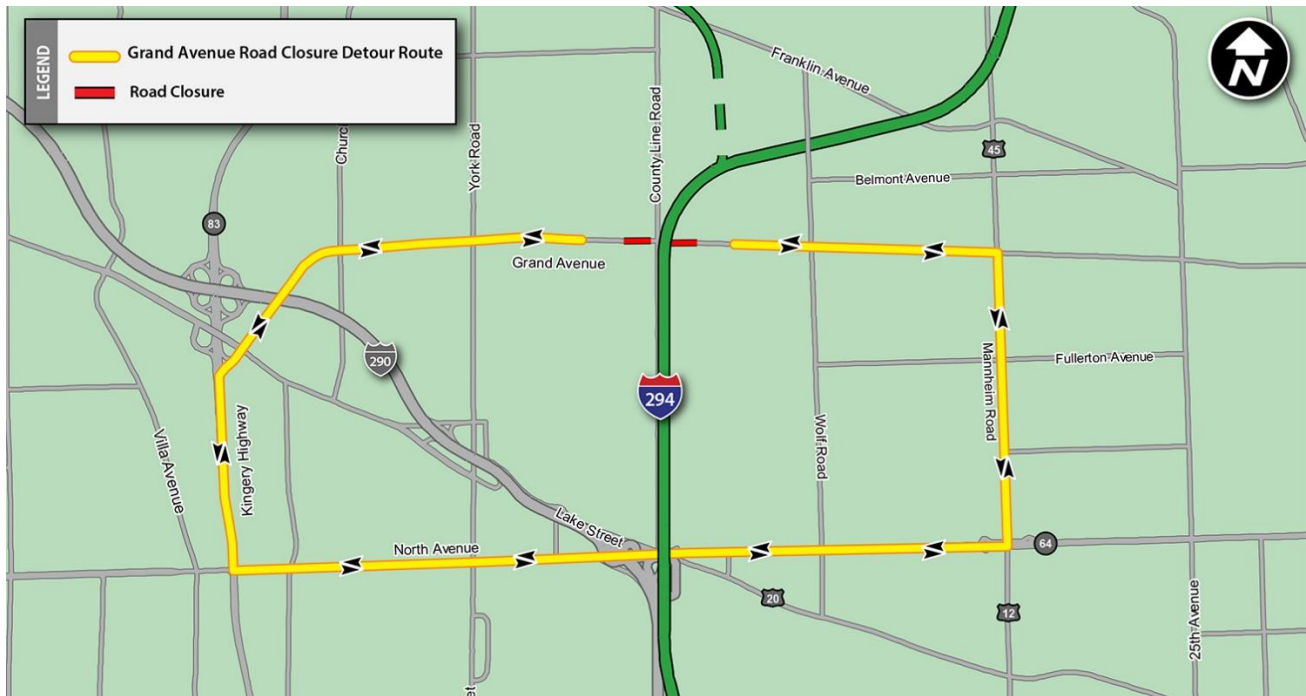 LEGEND
Grand Avenue Road Closure Detour Route
Road Closure
N
Franklin Avenue
Church
York Road
County Line Road
45
Belmont Avenue
83
Grand Avenue
290
294
Fullerton Avenue
Mannheim Road
Wolf Road
Kingery Highway
Villa Avenue
Lake Street
North Avenue
64
20
12
25th Avenue
et